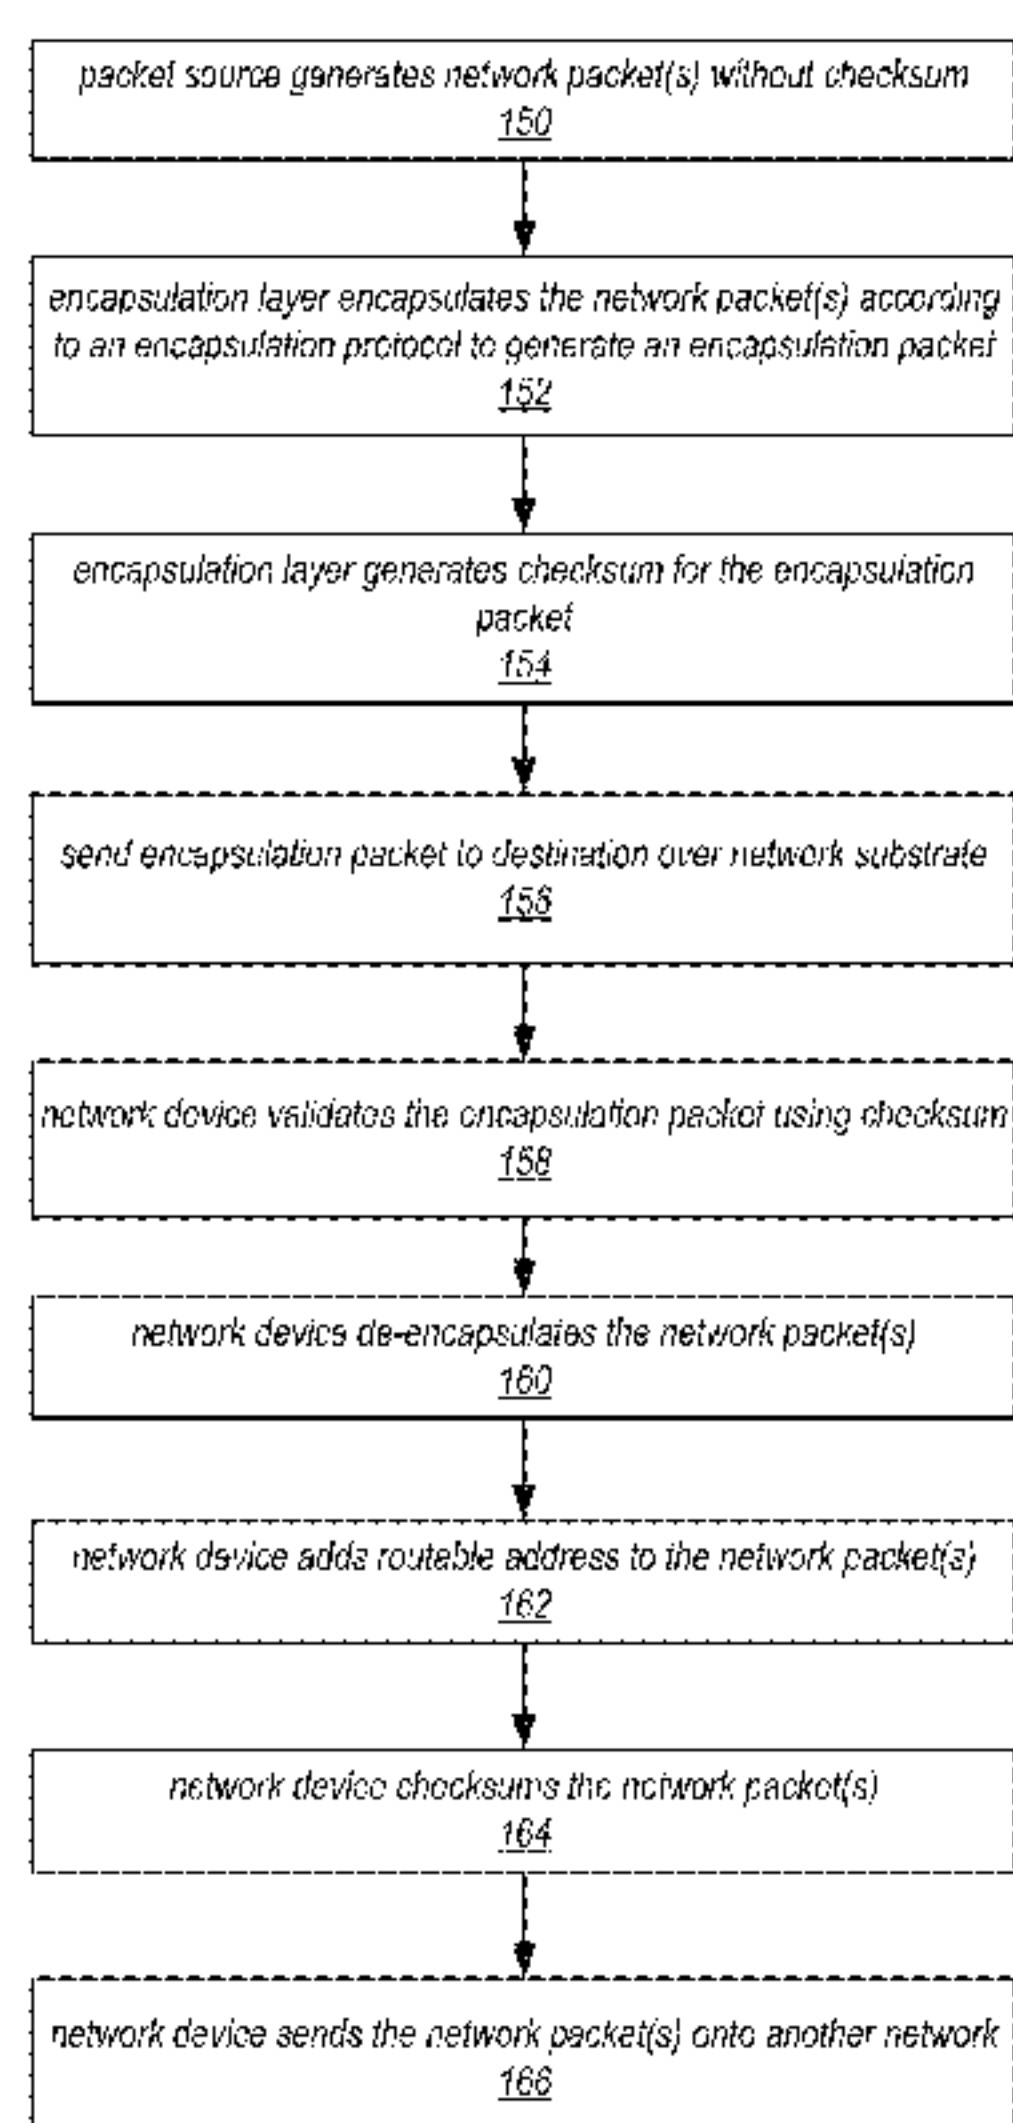 packet source generates network packet(s) without checksum
150
encapsulation layer encapsulates the network packet(s) according
to an encapsulation protocol to generate an encapsulation packet
152
encapsulation layer generates checksum for the encapsulation
packet
154
send encapsulation packet to destination over network substrate
156
network device validates the encapsulation packet using checksum
158
network device de-encapsulates the network packet(s)
160
network device adds routable address to the network packet(s)
162
network device checksums the network packet(s)
164
network device sends the network packet(s) onto another network
166